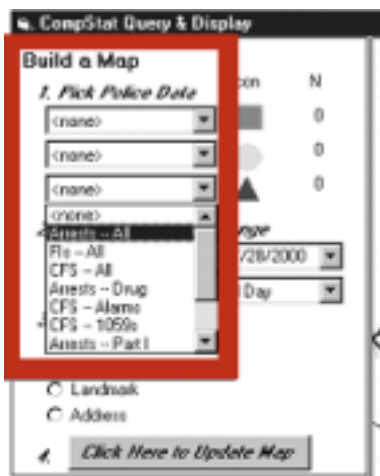 CompStat Query & Display
Build a Map
1. Pick Police Data
con N
<none> 0
<none> 0
<none> 0
<none>
Arrests -- All
FIs -- All
CFS -- All
Arrests -- Drug
CFS -- Alarms
CFS -- 1059s
Arrests -- Part I
nge
/28/2000
Day
Landmark
Address
4. Click Here to Update Map